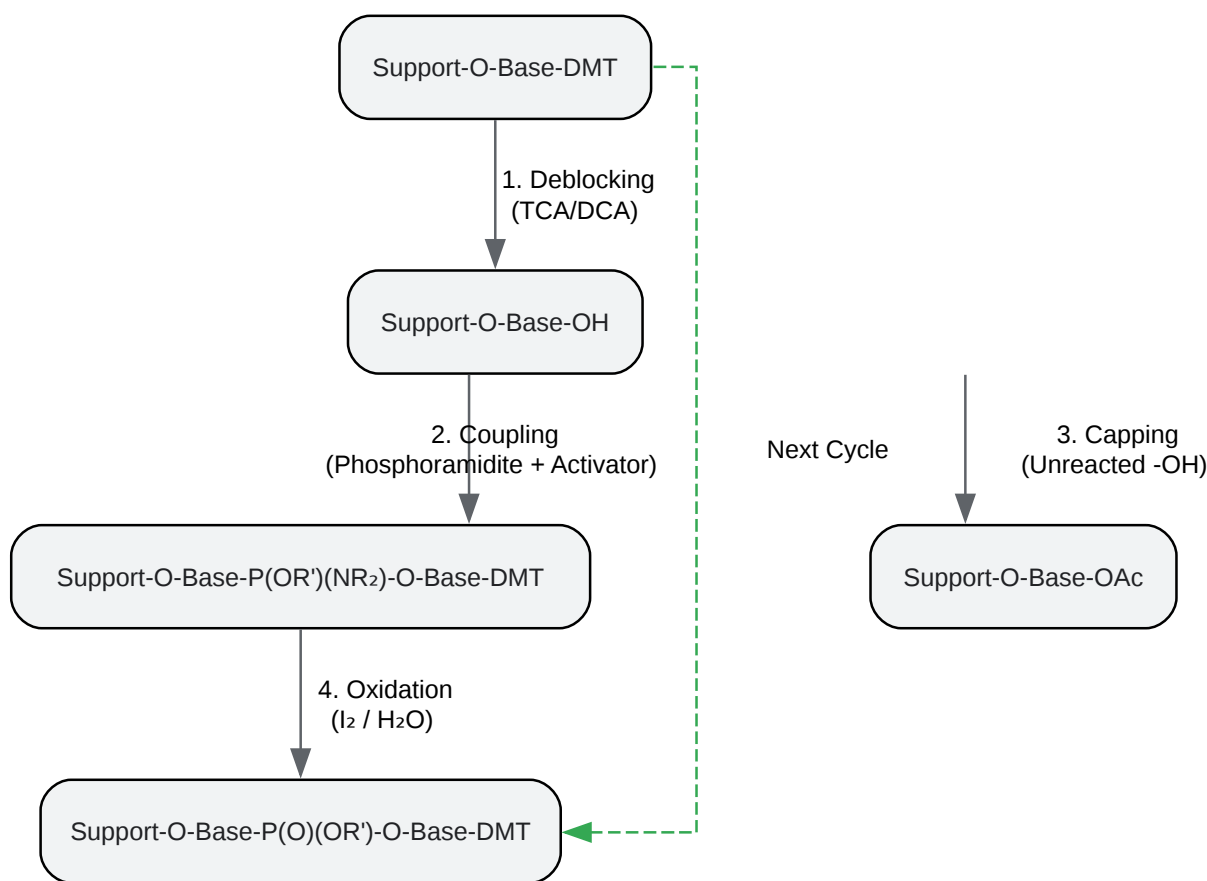 Support-O-Base-DMT
1. Deblocking
(TCA/DCA)
Support-O-Base-OH
2. Coupling
(Phosphoramidite + Activator)
Next Cycle
3. Capping
(Unreacted -OH)
Support-O-Base-P(OR')(NR₂)-O-Base-DMT
Support-O-Base-OAc
4. Oxidation
(I₂ / H₂O)
Support-O-Base-P(O)(OR')-O-Base-DMT